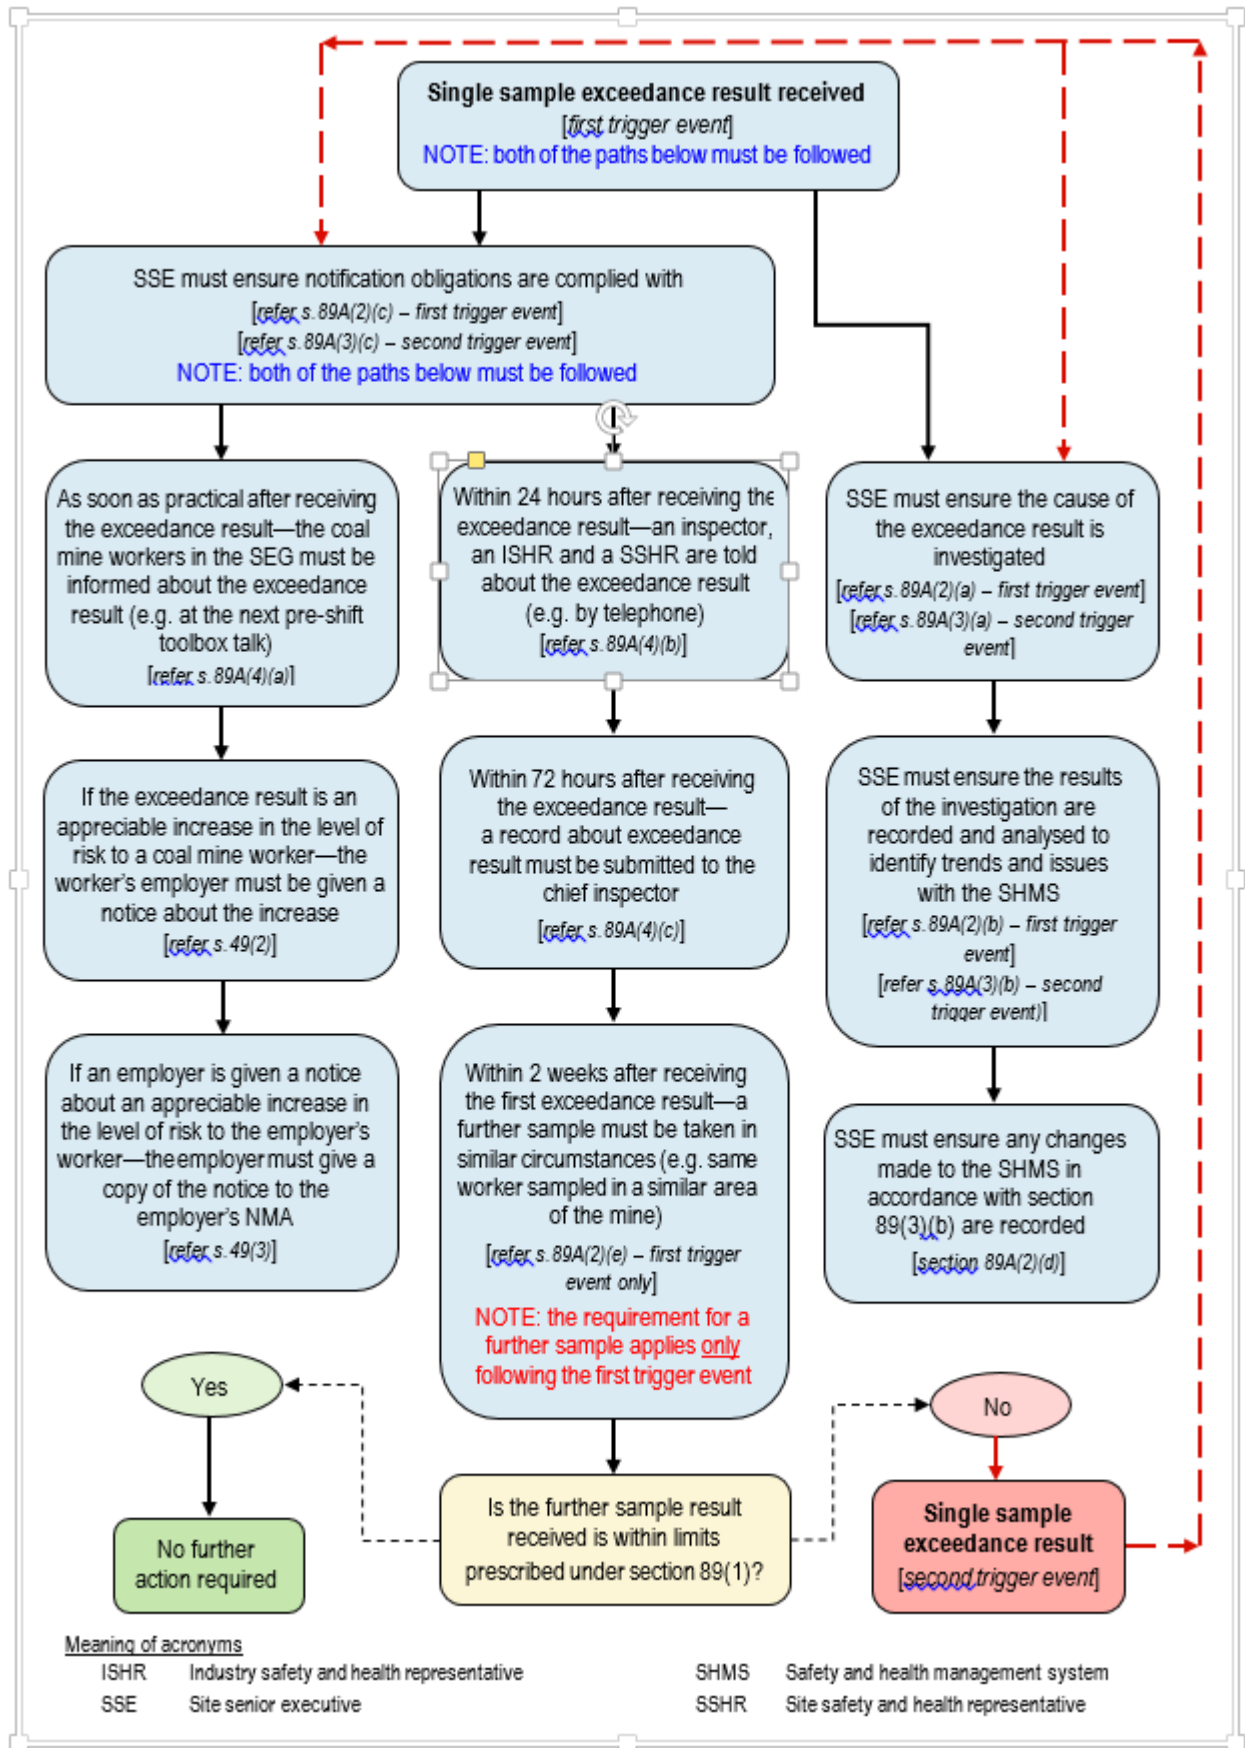 Single sample exceedance result received
[first trigger event]
NOTE: both of the paths below must be followed
SSE must ensure notification obligations are complied with
[refer s. 89A(2)(c) – first trigger event]
[refer s. 89A(3)(c) – second trigger event]
NOTE: both of the paths below must be followed
As soon as practical after receiving
the exceedance result—the coal
mine workers in the SEG must be
informed about the exceedance
result (e.g. at the next pre-shift
toolbox talk)
[refer s. 89A(4)(a)]
Within 24 hours after receiving the
exceedance result—an inspector,
an ISHR and a SSHR are told
about the exceedance result
(e.g. by telephone)
[refer s. 89A(4)(b)]
SSE must ensure the cause of
the exceedance result is
investigated
[refer s. 89A(2)(a) – first trigger event]
[refer s. 89A(3)(a) – second trigger
event]
If the exceedance result is an
appreciable increase in the level of
risk to a coal mine worker—the
worker's employer must be given a
notice about the increase
[refer s. 49(2)]
Within 72 hours after receiving
the exceedance result—
a record about exceedance
result must be submitted to the
chief inspector
[refer s. 89A(4)(c)]
SSE must ensure the results
of the investigation are
recorded and analysed to
identify trends and issues
with the SHMS
[refer s. 89A(2)(b) – first trigger
event]
[refer s. 89A(3)(b) – second
trigger event)]
If an employer is given a notice
about an appreciable increase in
the level of risk to the employer's
worker—the employer must give a
copy of the notice to the
employer's NMA
[refer s. 49(3)]
Within 2 weeks after receiving
the first exceedance result—a
further sample must be taken in
similar circumstances (e.g. same
worker sampled in a similar area
of the mine)
[refer s. 89A(2)(e) – first trigger
event only]
NOTE: the requirement for a
further sample applies only
following the first trigger event
SSE must ensure any changes
made to the SHMS in
accordance with section
89(3)(b) are recorded
[section 89A(2)(d)]
Yes
No
No further
action required
Is the further sample result
received is within limits
prescribed under section 89(1)?
Single sample
exceedance result
[second trigger event]
Meaning of acronyms
ISHR Industry safety and health representative
SSE Site senior executive
SHMS Safety and health management system
SSHR Site safety and health representative